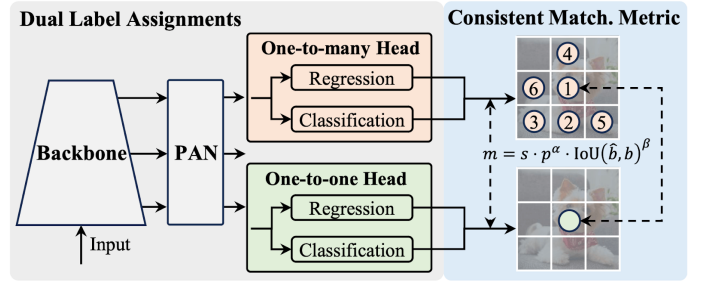 Dual Label Assignments
Consistent Match. Metric
Backbone
Input
PAN
One-to-many Head
Regression
Classification
One-to-one Head
Regression
Classification
4
6 1
3 2 5
m = s · p^α · IoU(b̂, b)^β